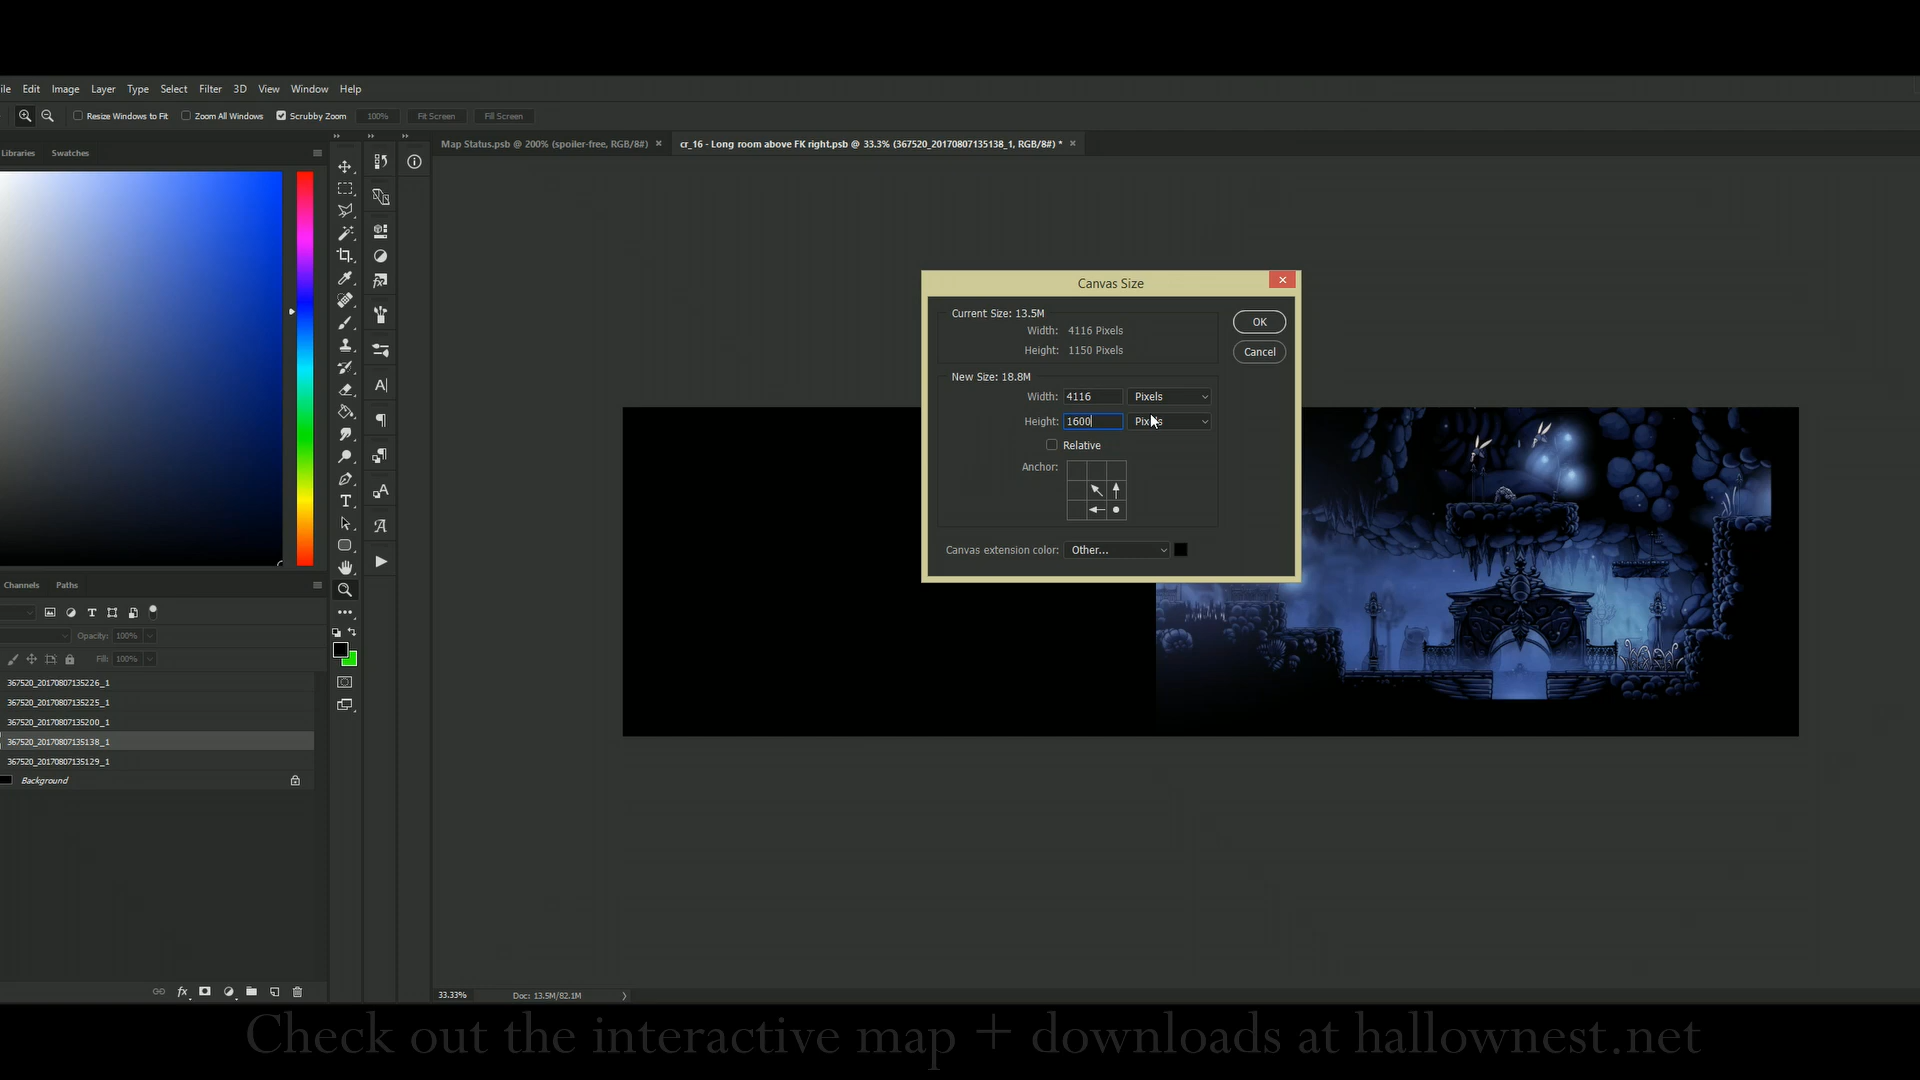 ile Edit Image Layer Type Select Filter 3D View Window Help
Resize Windows to Fit Zoom All Windows Scrubby Zoom 100% Fit Screen Fill Screen
Libraries Swatches
Map Status.psb @ 200% (spoiler-free, RGB/8#) × cr_16 - Long room above FK right.psb @ 33.3% (367520_20170807135138_1, RGB/8#) * ×
Canvas Size
Current Size: 13.5M
Width: 4116 Pixels
Height: 1150 Pixels
OK
Cancel
New Size: 18.8M
Width: 4116 Pixels
Height: 1600 Pixels
Relative
Anchor:
Canvas extension color: Other...
Channels Paths
Opacity: 100%
Fill: 100%
367520_20170807135226_1
367520_20170807135225_1
367520_20170807135200_1
367520_20170807135138_1
367520_20170807135129_1
Background
33.33% Doc: 13.5M/82.1M
Check out the interactive map + downloads at hallownest.net